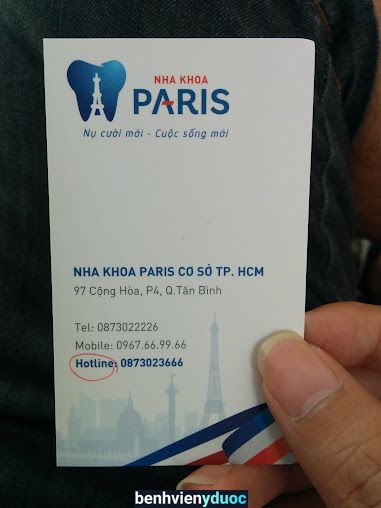 NHA KHOA
PARIS
Nụ cười mới - Cuộc sống mới
NHA KHOA PARIS CƠ SỞ TP. HCM
97 Cộng Hòa, P4, Q.Tân Bình
Tel: 0873022226
Mobile: 0967.66.99.66
Hotline: 0873023666
benhvienyduoc